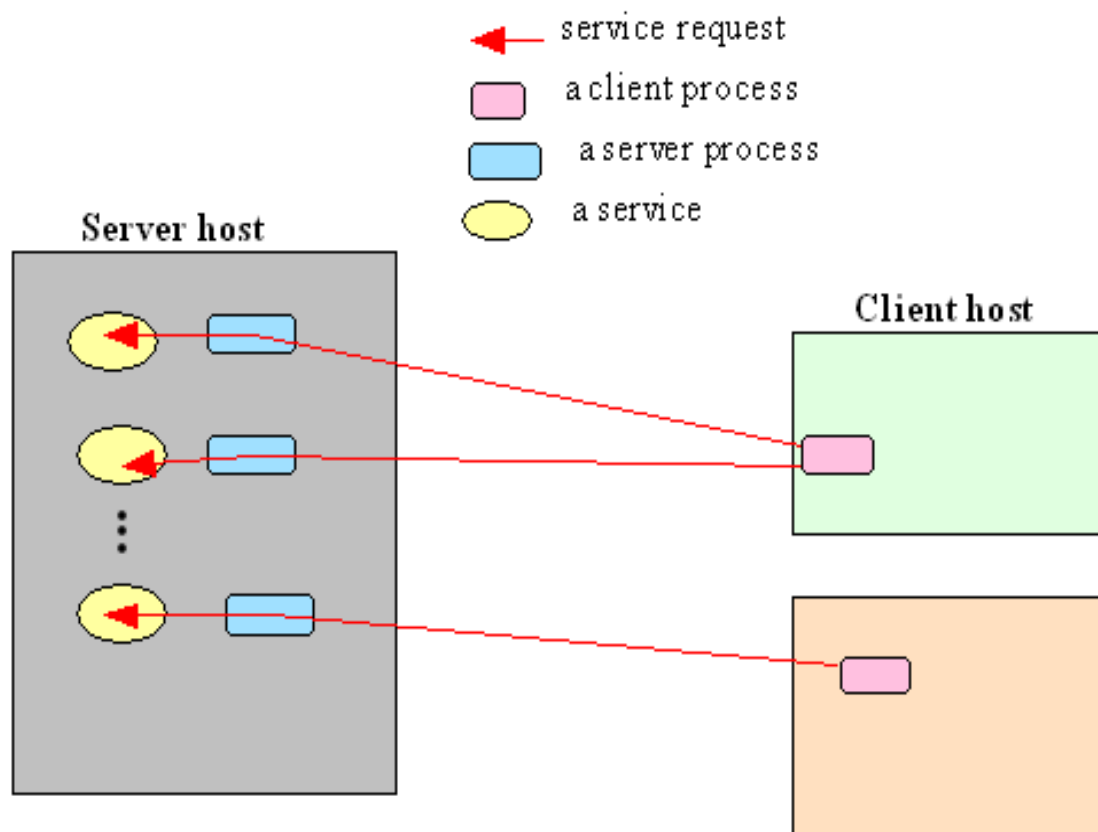 service request
a client process
a server process
a service
Server host
Client host